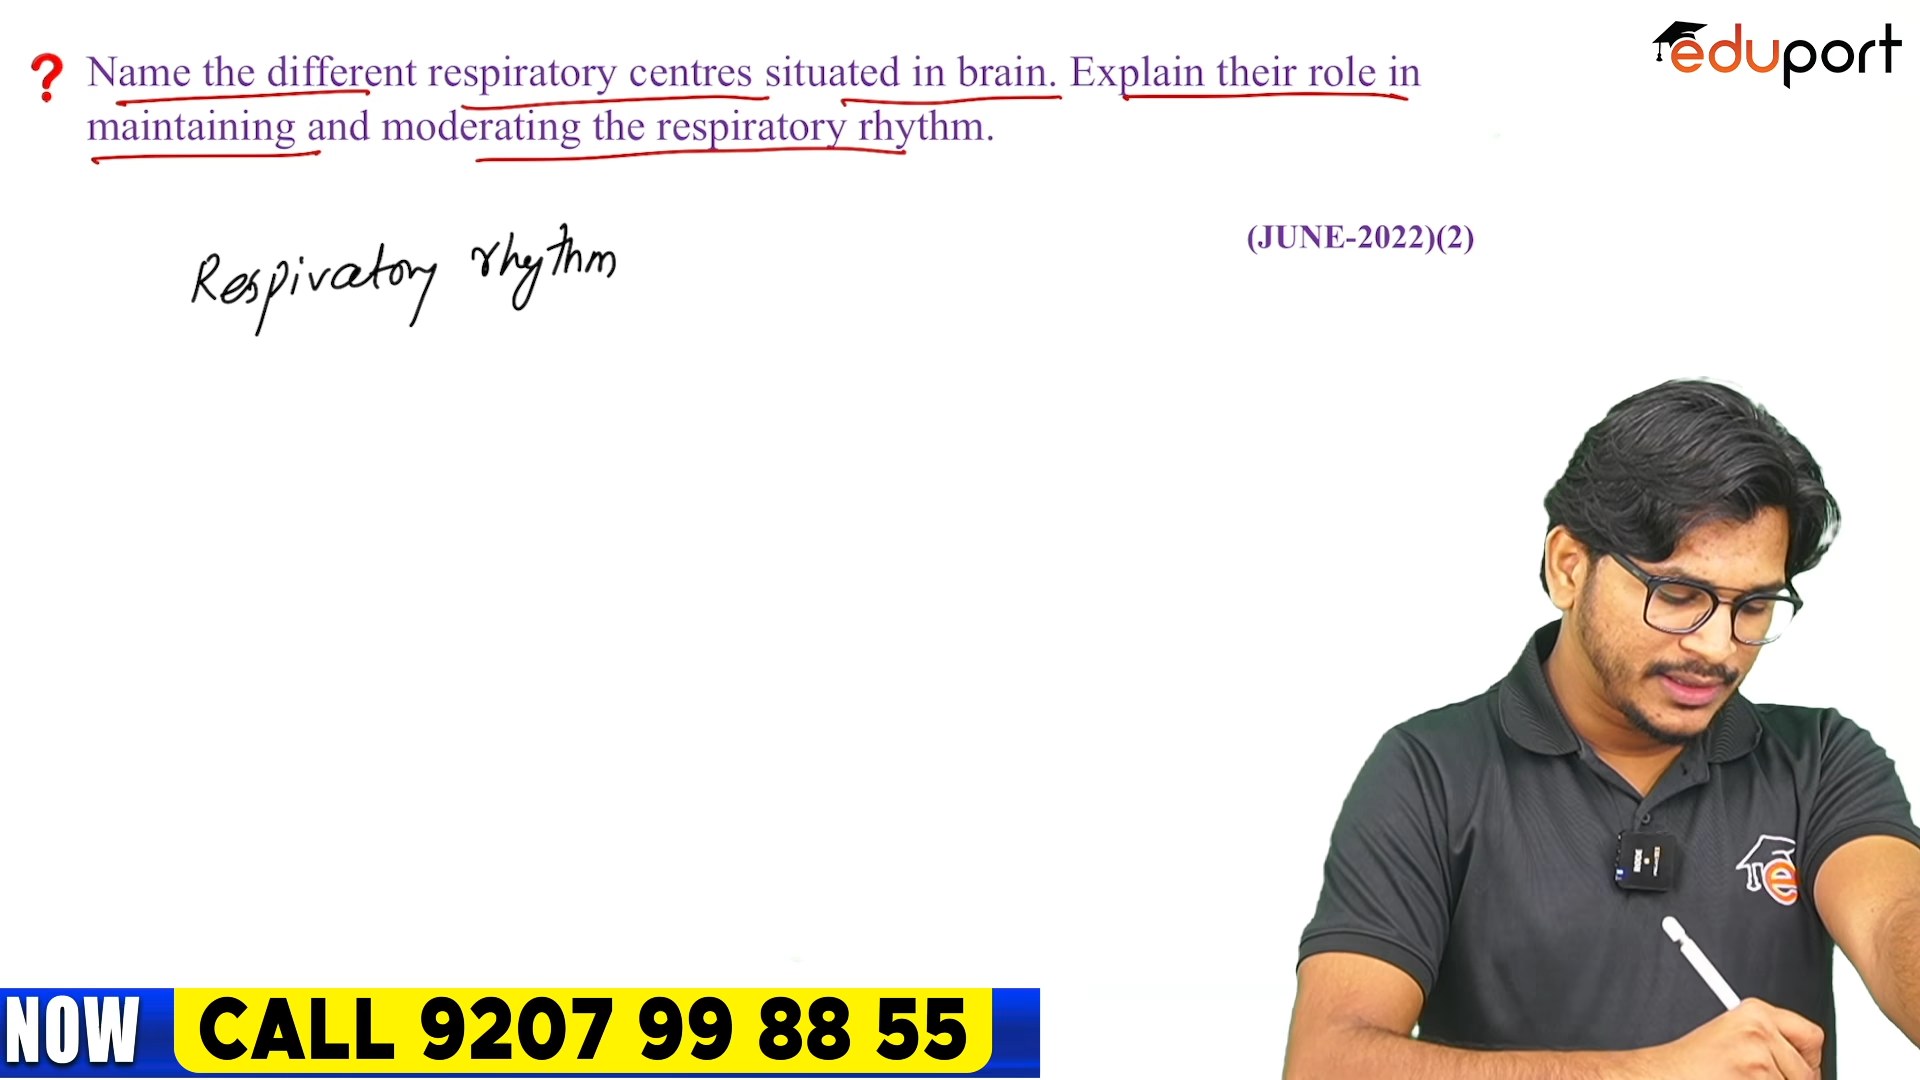 eduport
? Name the different respiratory centres situated in brain. Explain their role in
maintaining and moderating the respiratory rhythm.
(JUNE-2022)(2)
Respiratory rhythm
e
NOW CALL 9207 99 88 55